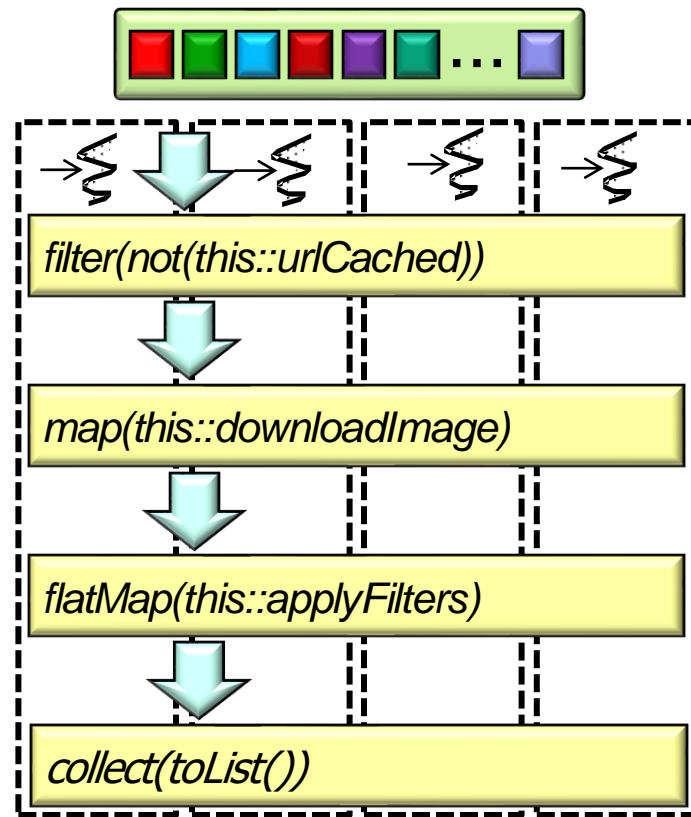 ...
filter(not(this::urlCached))
map(this::downloadImage)
flatMap(this::applyFilters)
collect(toList())